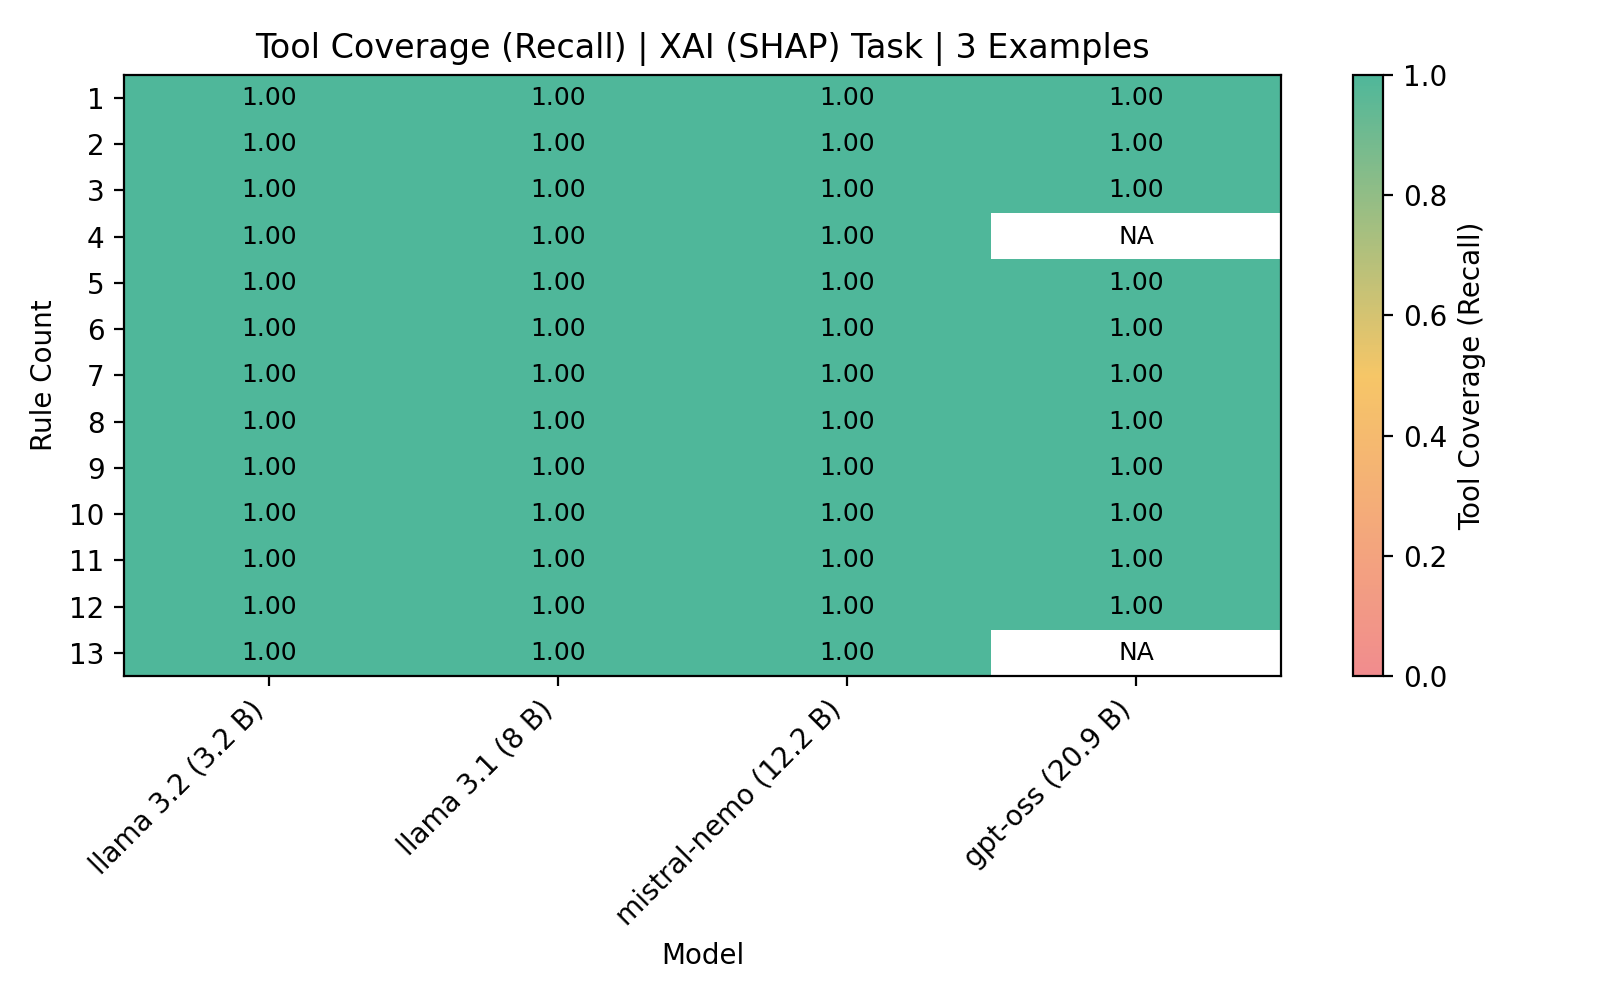 Tool Coverage (Recall) | XAI (SHAP) Task | 3 Examples
1 1.00 1.00 1.00 1.00
2 1.00 1.00 1.00 1.00
3 1.00 1.00 1.00 1.00
4 1.00 1.00 1.00 NA
5 1.00 1.00 1.00 1.00
6 1.00 1.00 1.00 1.00
7 1.00 1.00 1.00 1.00
8 1.00 1.00 1.00 1.00
9 1.00 1.00 1.00 1.00
10 1.00 1.00 1.00 1.00
11 1.00 1.00 1.00 1.00
12 1.00 1.00 1.00 1.00
13 1.00 1.00 1.00 NA
Rule Count
llama 3.2 (3.2 B)
llama 3.1 (8 B)
mistral-nemo (12.2 B)
gpt-oss (20.9 B)
Model
1.0
0.8
0.6
0.4
0.2
0.0
Tool Coverage (Recall)